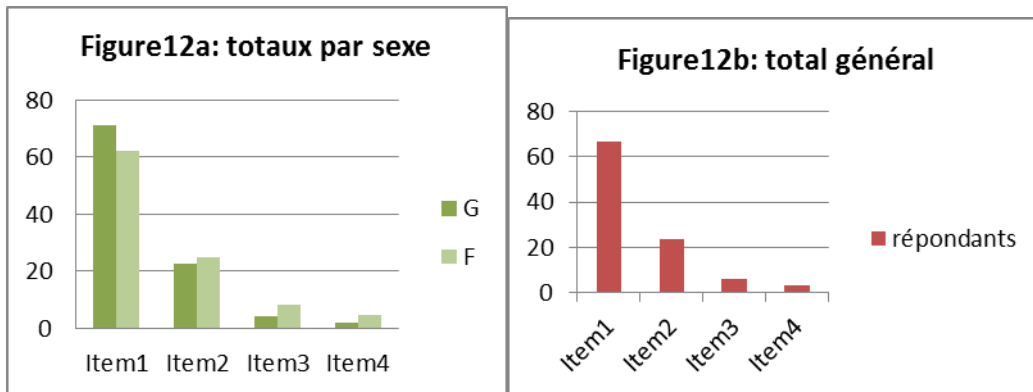 Figure12a: totaux par sexe
80
60
40
20
0
Item1 Item2 Item3 Item4
G
F
Figure12b: total général
80
60
40
20
0
Item1 Item2 Item3 Item4
répondants